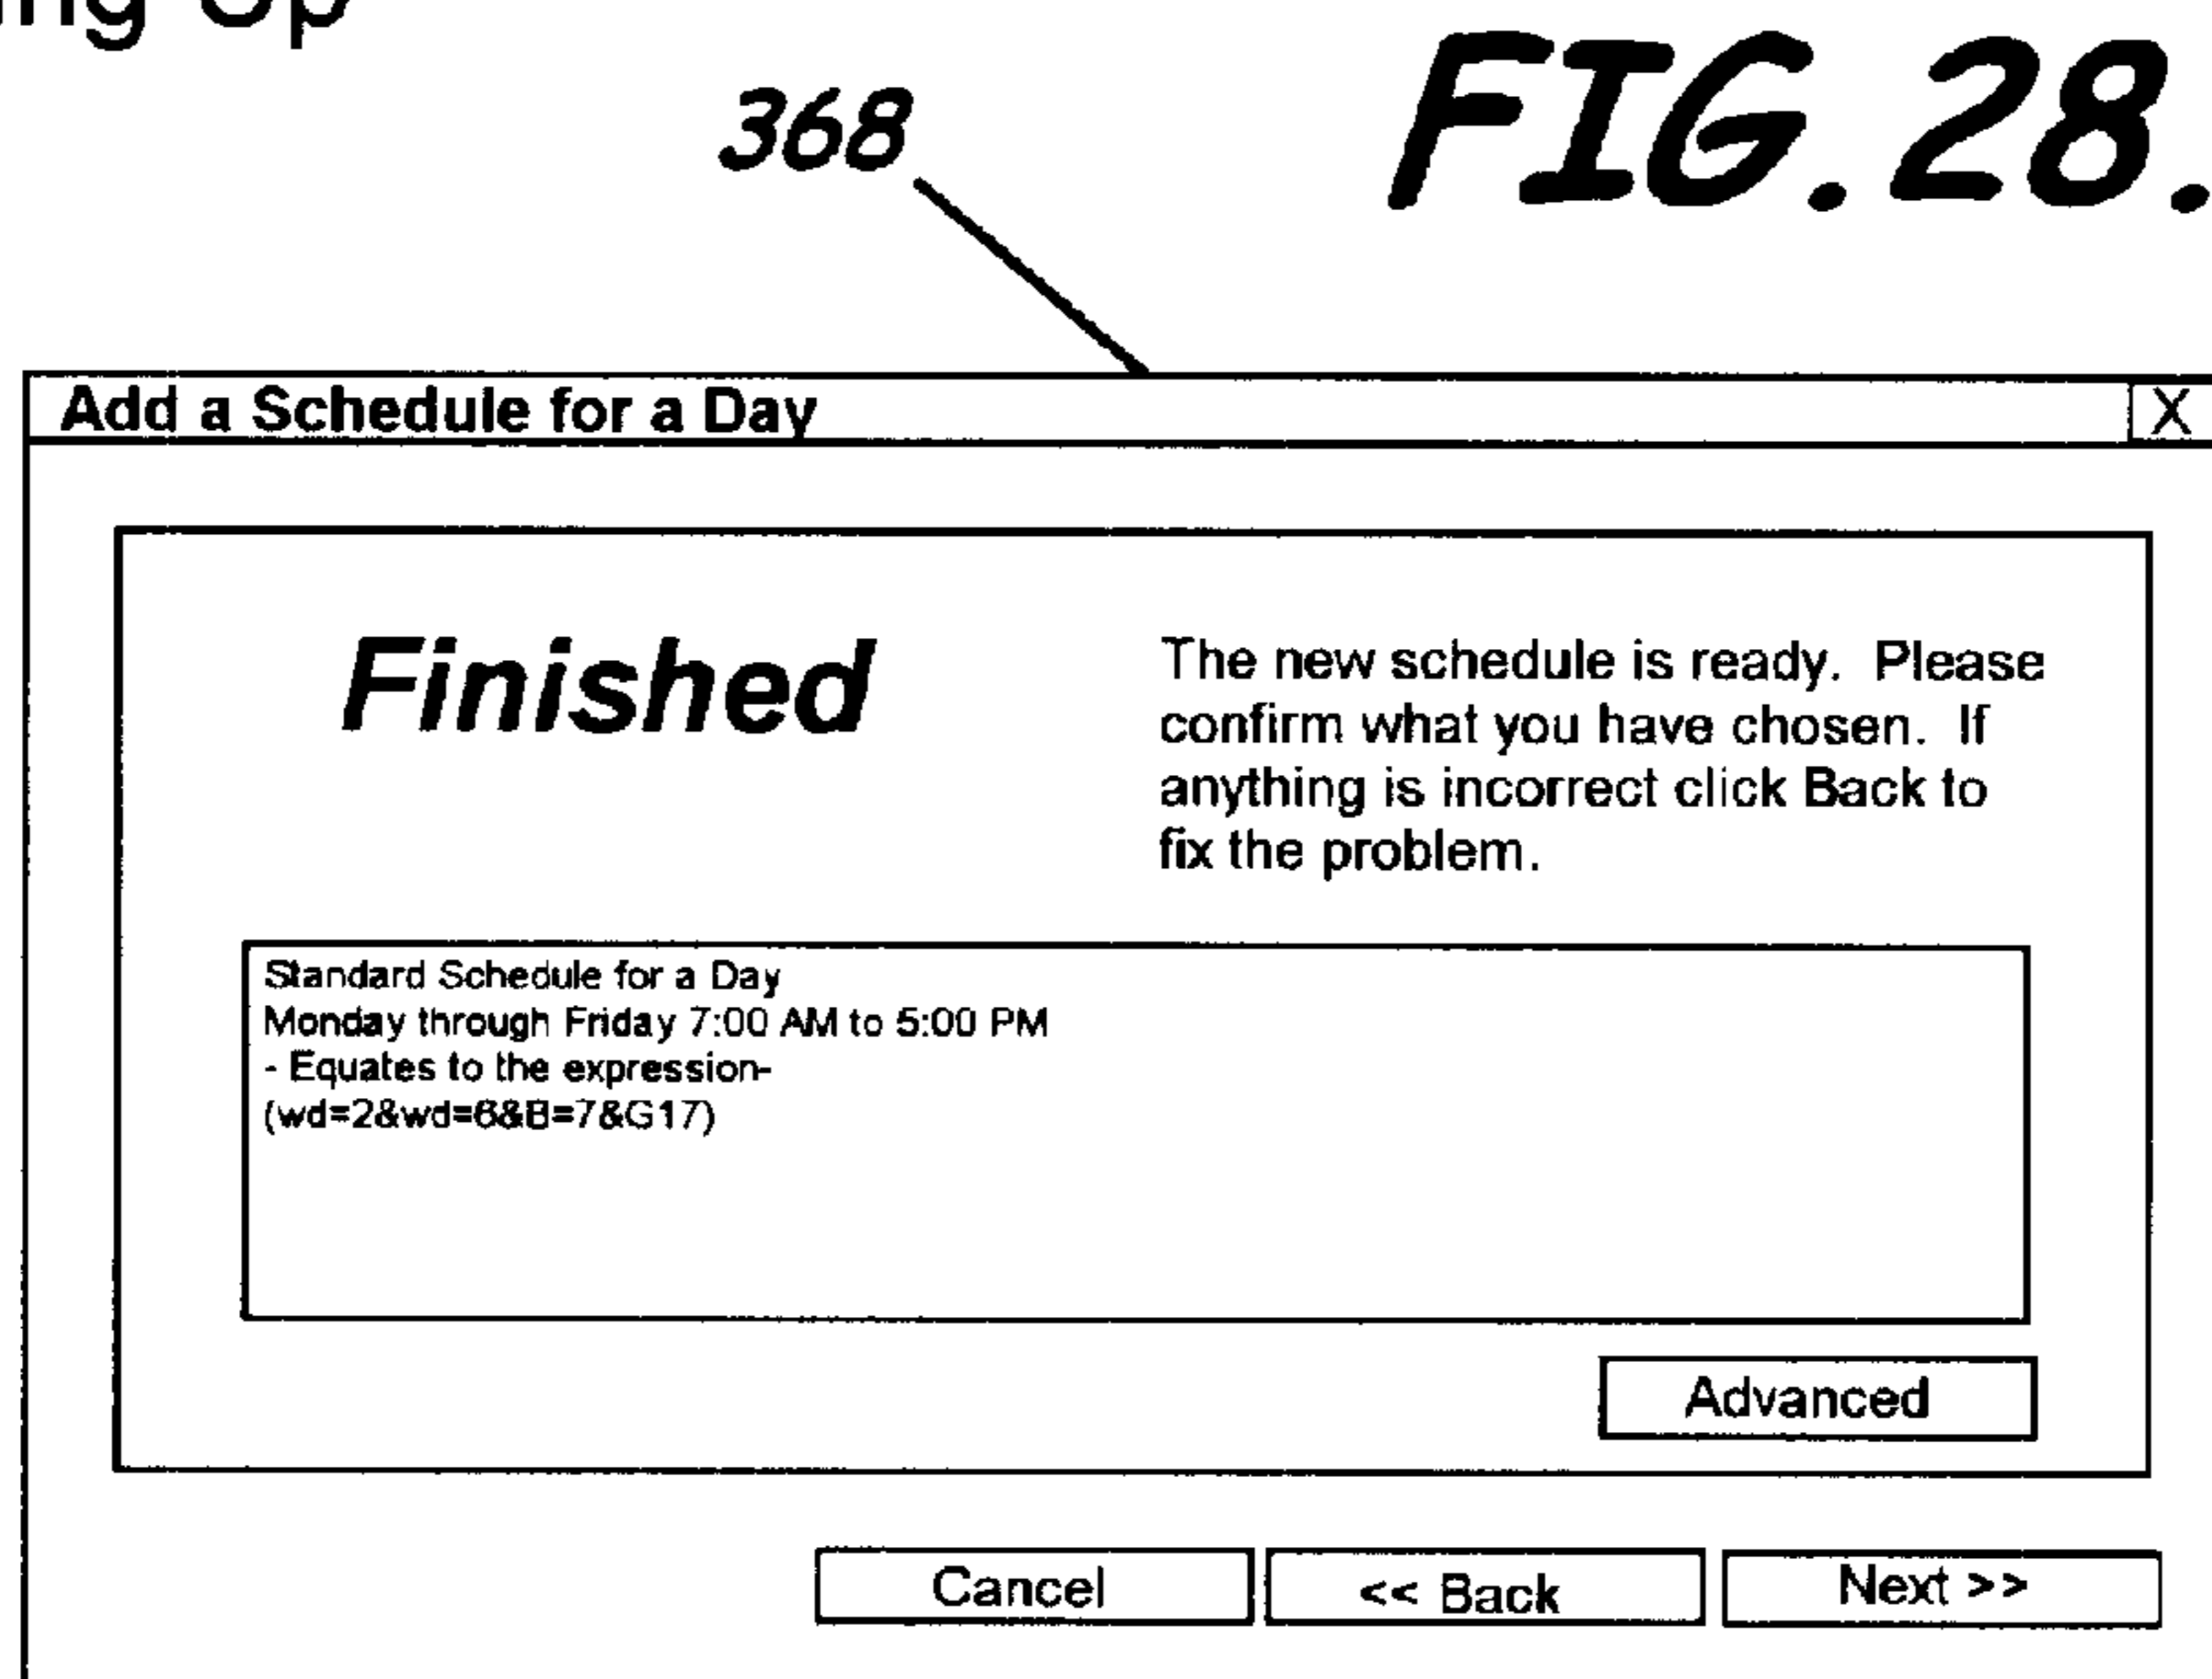 ing Up
FIG.28.
368
Add a Schedule for a Day
X
Finished
The new schedule is ready.  Please
confirm what you have chosen.  If
anything is incorrect click Back to
fix the problem.
Standard Schedule for a Day
Monday through Friday 7:00 AM to 5:00 PM
- Equates to the expression-
(wd=2&wd=6&B=7&G17)
Advanced
Cancel
<< Back
Next >>